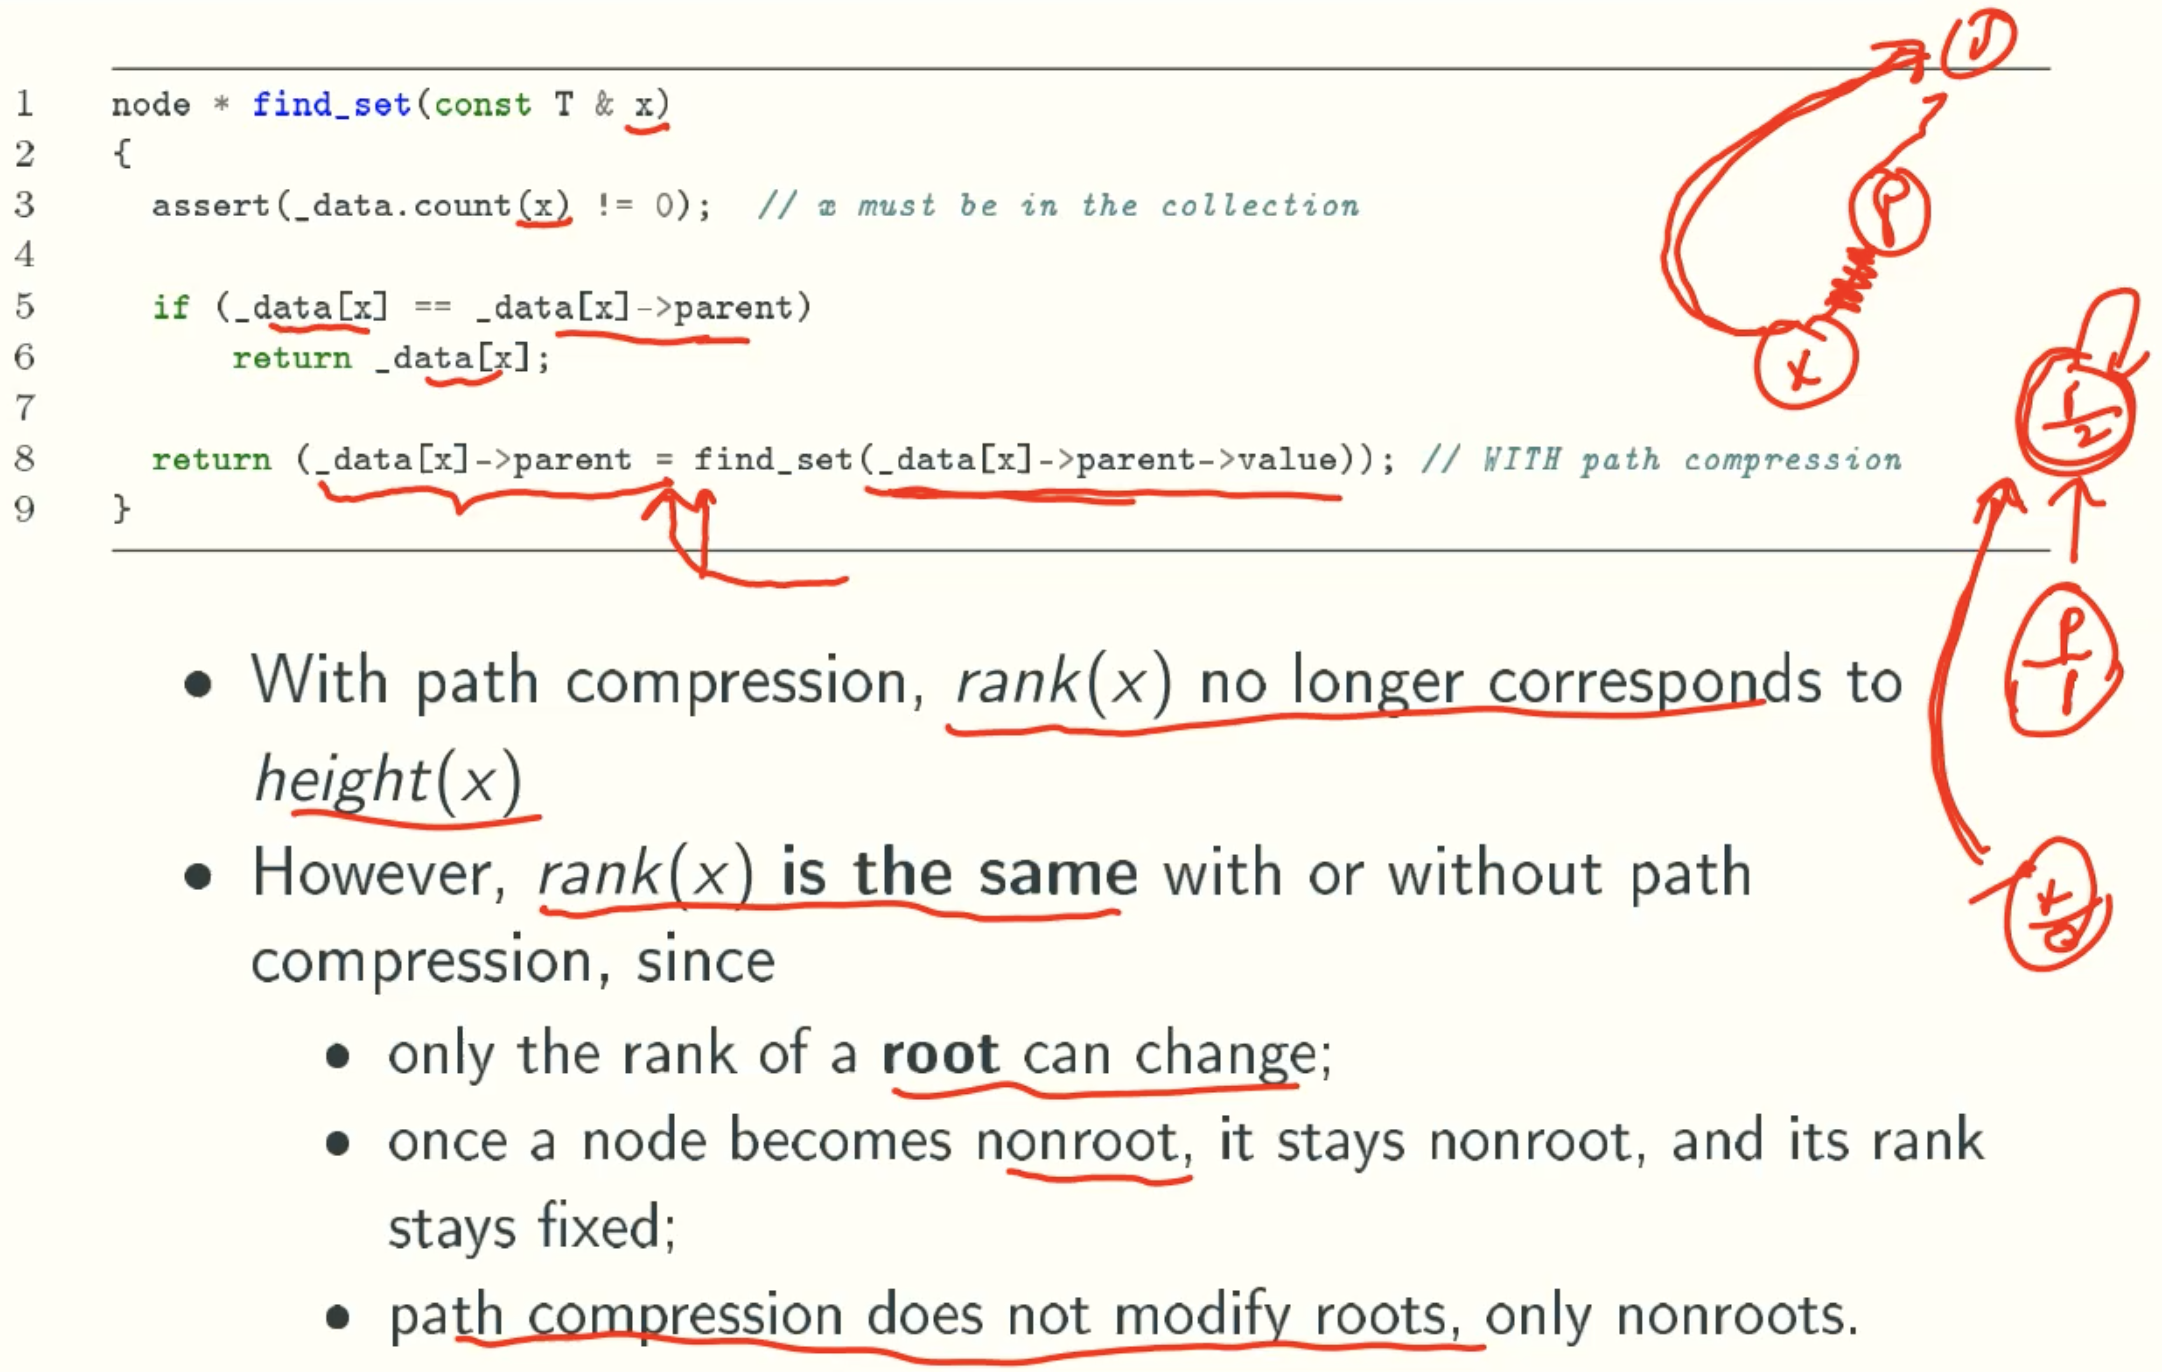 1 node * find_set(const T & x)
2 {
3 assert(_data.count(x) != 0); // x must be in the collection
4
5 if (_data[x] == _data[x]->parent)
6 return _data[x];
7
8 return (_data[x]->parent = find_set(_data[x]->parent->value)); // WITH path compression
9 }
P
x
r
2
P
1
x
0
• With path compression, rank(x) no longer corresponds to
height(x)
• However, rank(x) is the same with or without path
compression, since
• only the rank of a root can change;
• once a node becomes nonroot, it stays nonroot, and its rank
stays fixed;
• path compression does not modify roots, only nonroots.